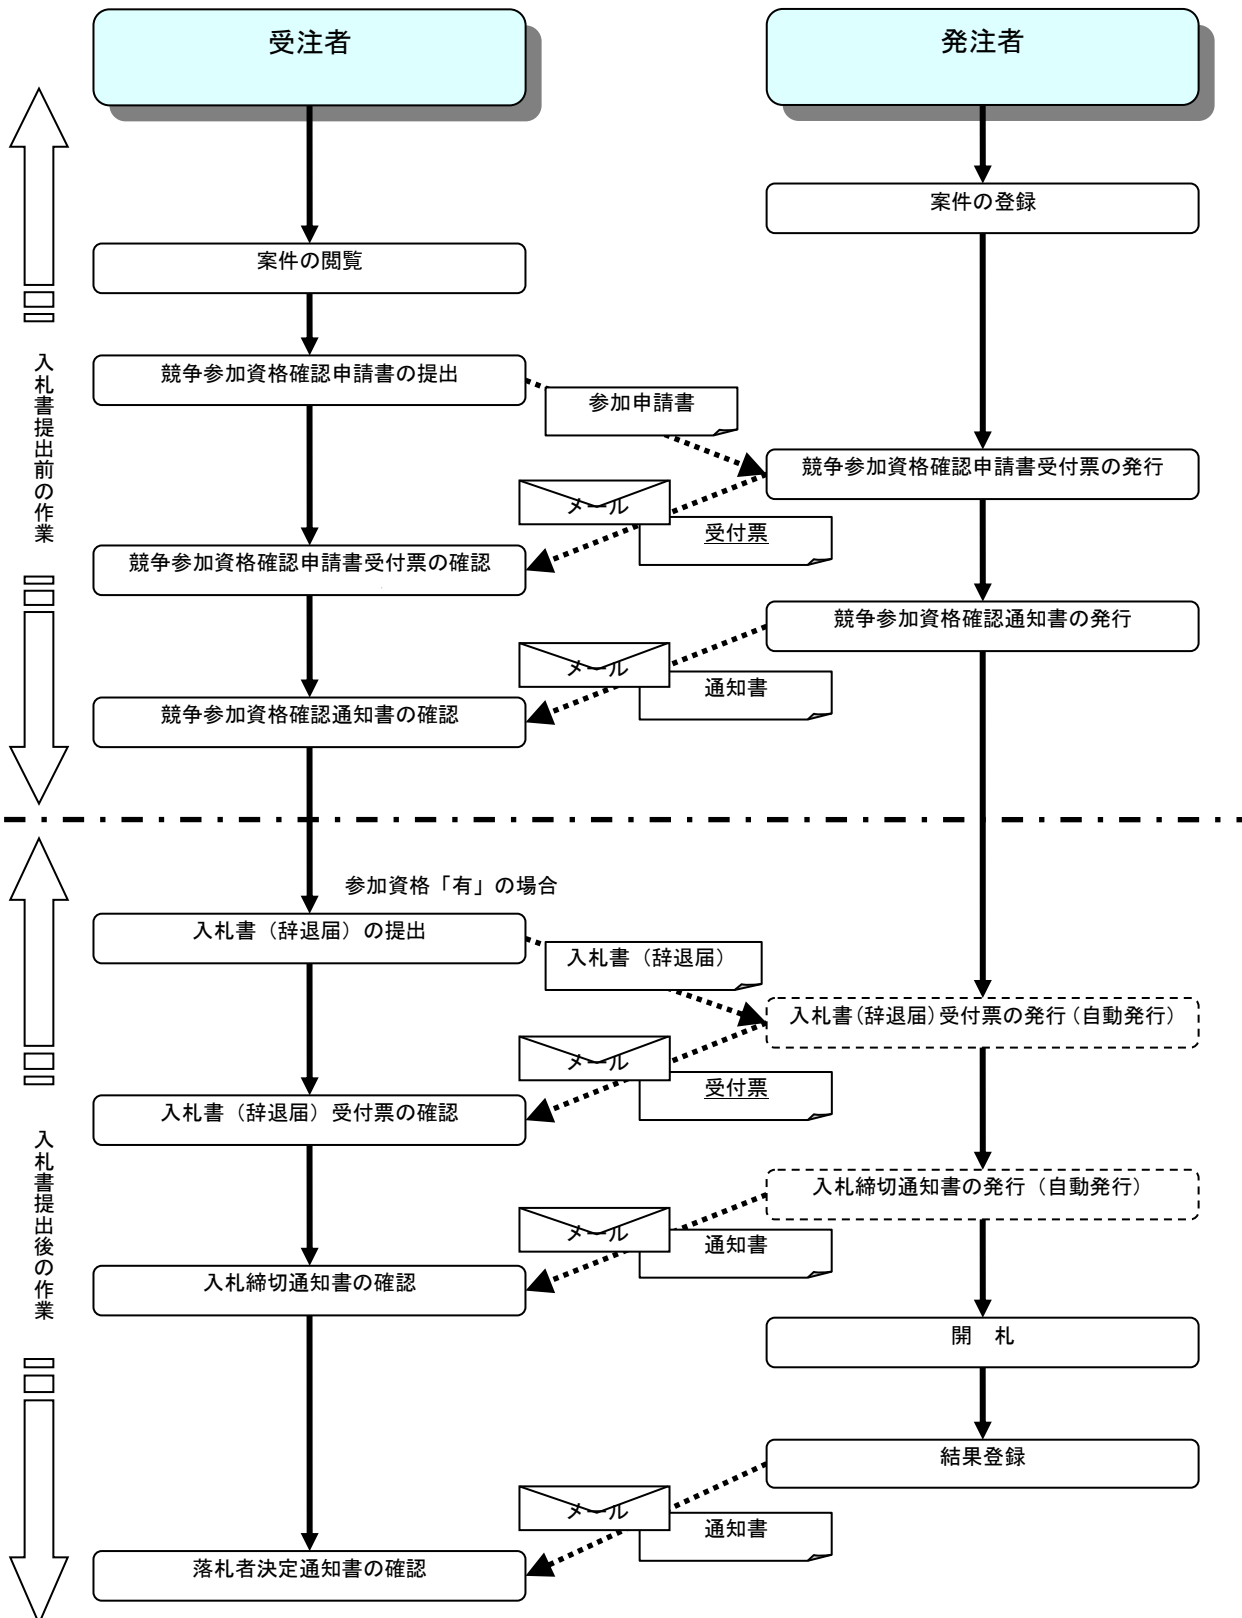 受注者
発注者
案件の登録
案件の閲覧
入札書提出前の作業
競争参加資格確認申請書の提出
参加申請書
競争参加資格確認申請書受付票の発行
メール
受付票
競争参加資格確認申請書受付票の確認
競争参加資格確認通知書の発行
メール
通知書
競争参加資格確認通知書の確認
参加資格「有」の場合
入札書(辞退届)の提出
入札書(辞退届)
入札書(辞退届)受付票の発行(自動発行)
メール
受付票
入札書(辞退届)受付票の確認
入札書提出後の作業
入札締切通知書の発行(自動発行)
メール
通知書
入札締切通知書の確認
開 札
結果登録
メール
通知書
落札者決定通知書の確認